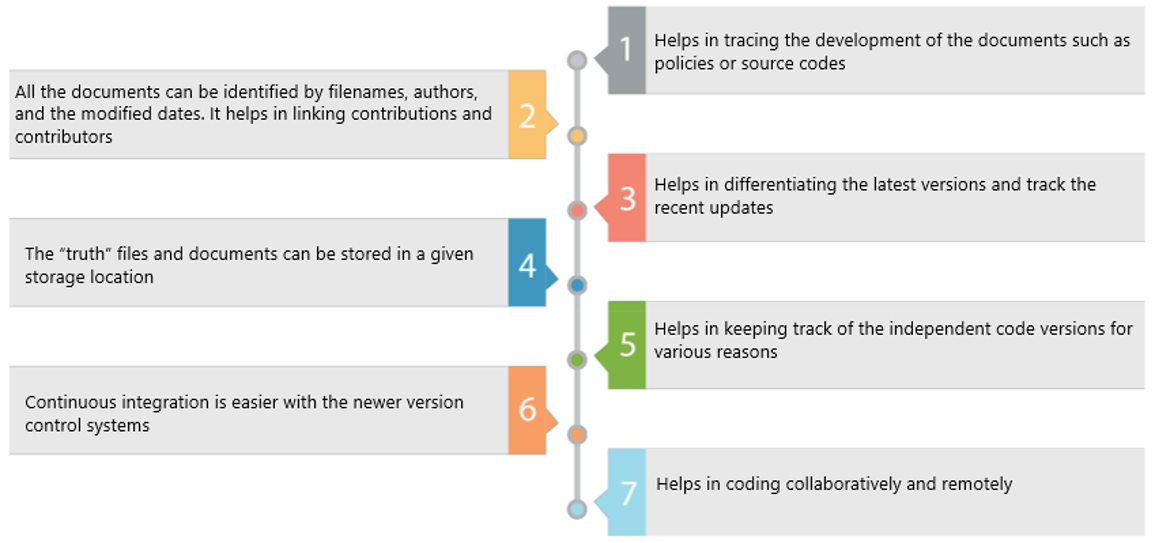 1
Helps in tracing the development of the documents such as
policies or source codes
2
All the documents can be identified by filenames, authors,
and the modified dates. It helps in linking contributions and
contributors
3
Helps in differentiating the latest versions and track the
recent updates
4
The “truth” files and documents can be stored in a given
storage location
5
Helps in keeping track of the independent code versions for
various reasons
6
Continuous integration is easier with the newer version
control systems
7
Helps in coding collaboratively and remotely